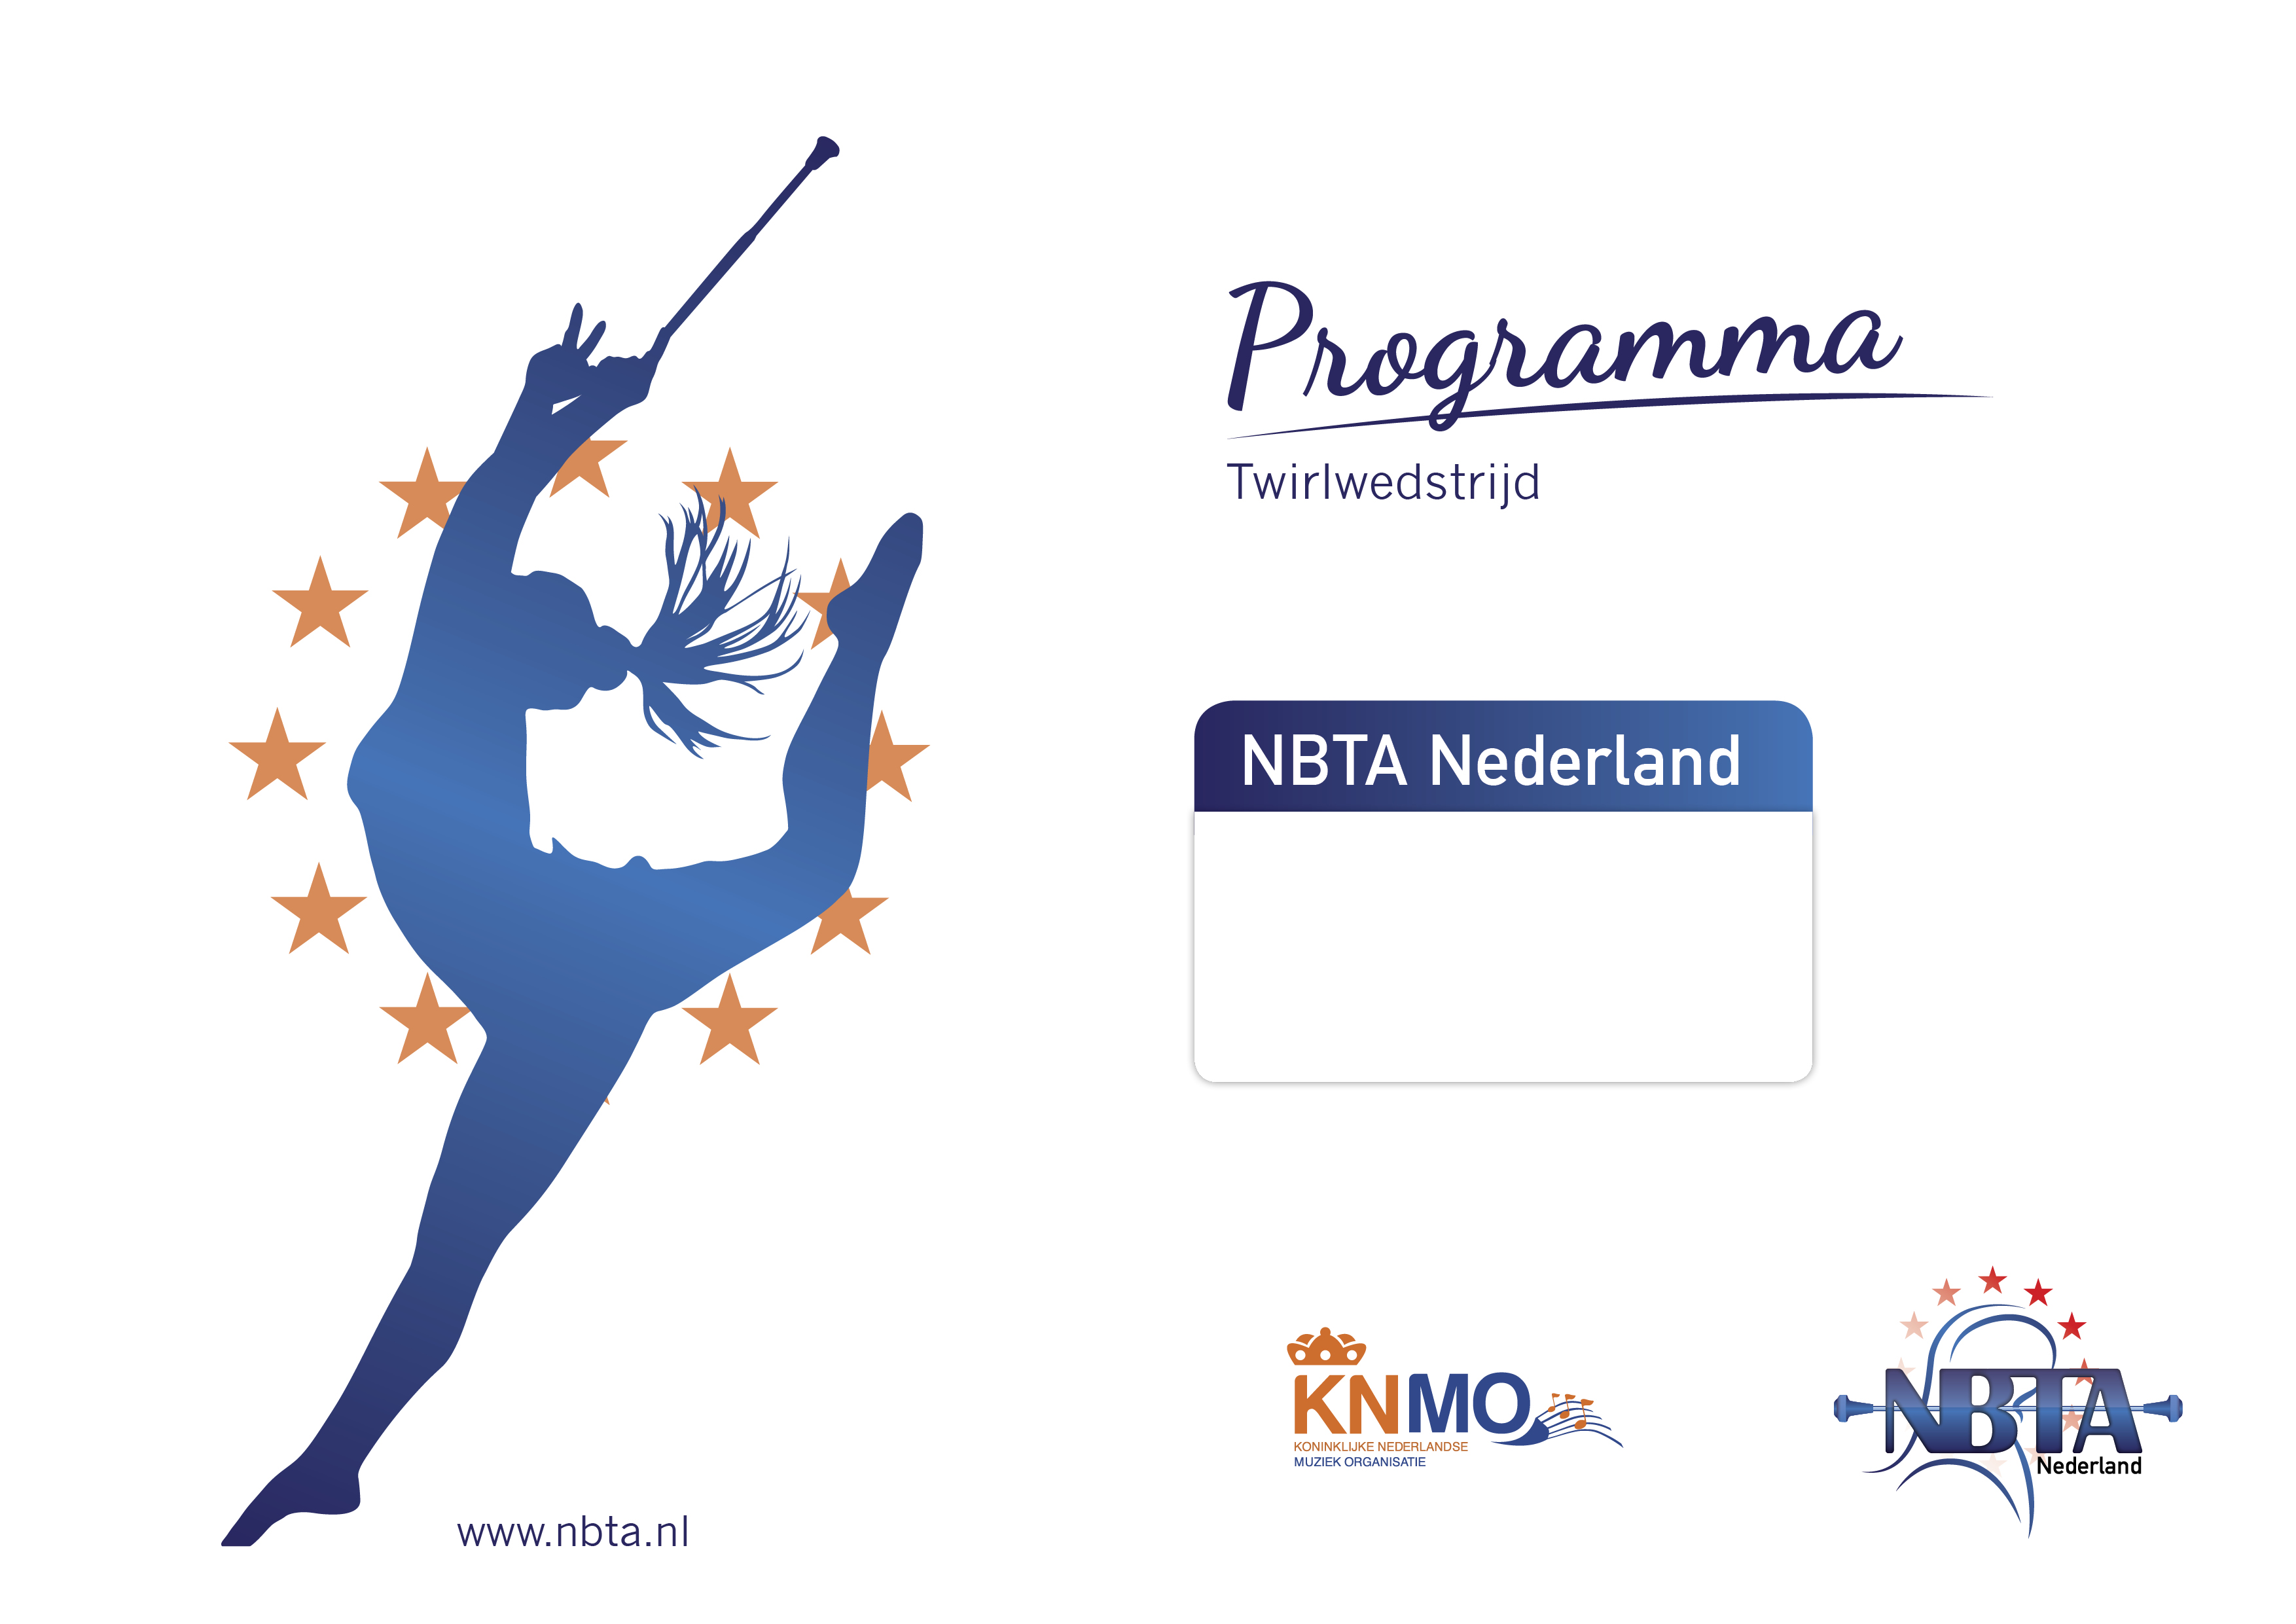 Programma
Twirlwedstrijd
NBTA Nederland
KNMO
KONINKLIJKE NEDERLANDSE
MUZIEK ORGANISATIE
NBTA
Nederland
www.nbta.nl